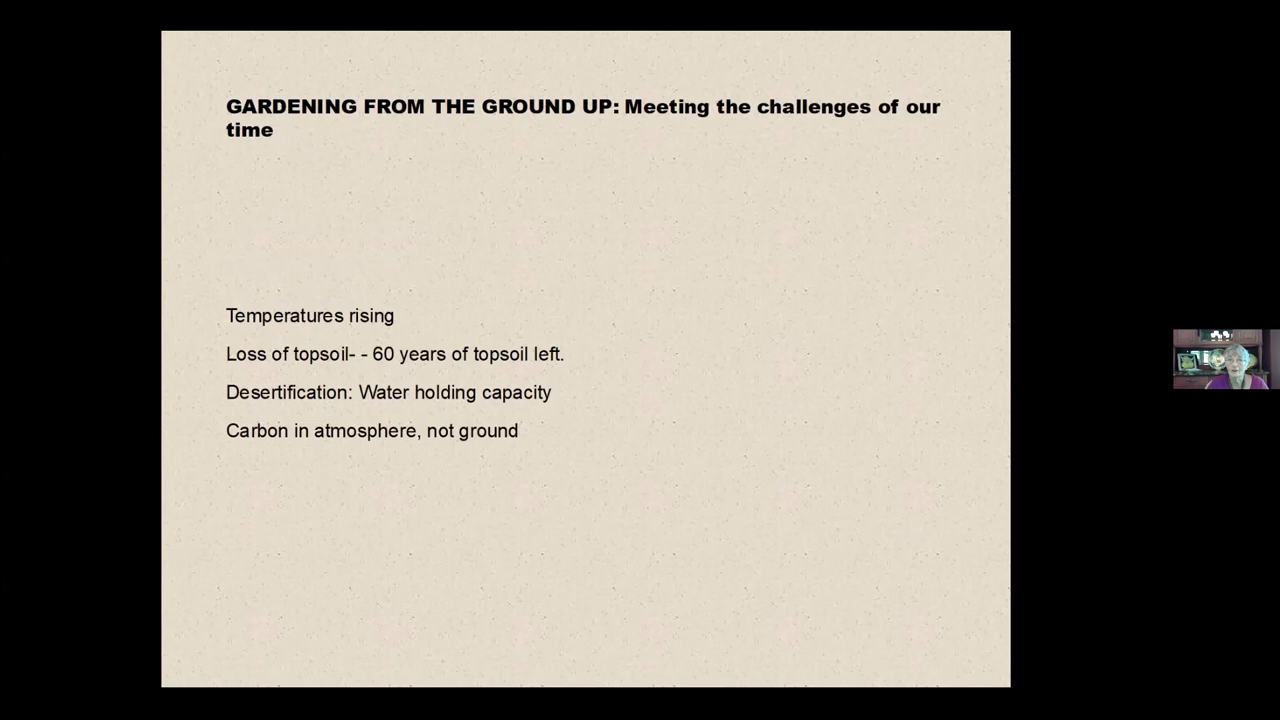 GARDENING FROM THE GROUND UP: Meeting the challenges of our
time
Temperatures rising
Loss of topsoil- - 60 years of topsoil left.
Desertification: Water holding capacity
Carbon in atmosphere, not ground